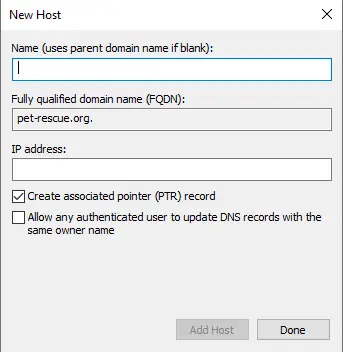 New Host
Name (uses parent domain name if blank):
Fully qualified domain name (FQDN):
pet-rescue.org.
IP address:
Create associated pointer (PTR) record
Allow any authenticated user to update DNS records with the
same owner name
Add Host
Done